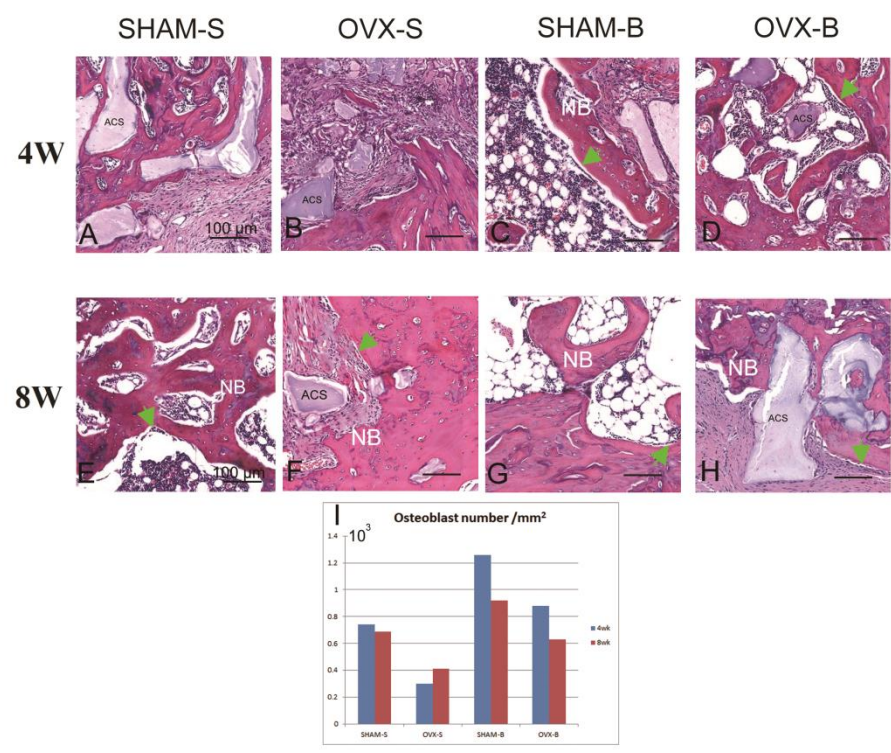 SHAM-S OVX-S SHAM-B OVX-B
4W
ACS
A
100 µm
ACS
B
NB
C
ACS
D
8W
NB
E
100 µm
ACS
NB
F
NB
G
NB
ACS
H
I
Osteoblast number /mm²
10³
1.4
1.2
1
0.8
0.6
0.4
0.2
0
SHAM-S OVX-S SHAM-B OVX-B
4wk
8wk